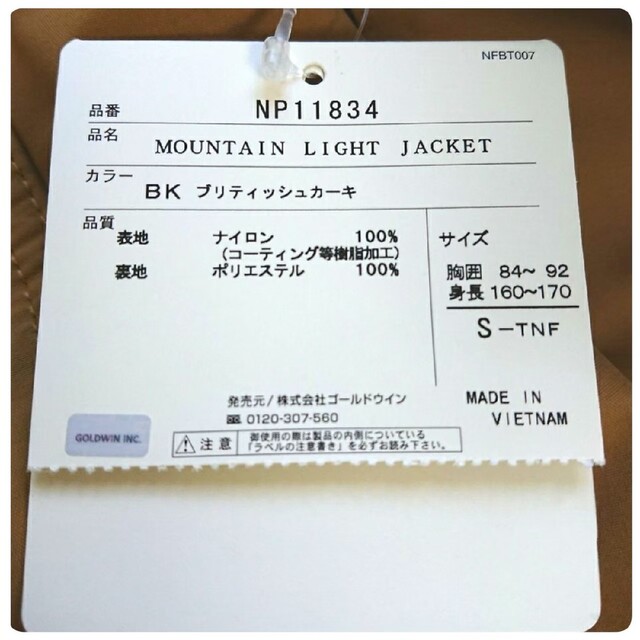 NFBT007
品番 NP11834
品名
MOUNTAIN LIGHT JACKET
カラー
BK ブリティッシュカーキ
品質
表地 ナイロン 100%
(コーティング等樹脂加工)
裏地 ポリエステル 100%
サイズ
胸囲 84~ 92
身長 160~170
S-TNF
発売元/株式会社ゴールドウイン
0120-307-560
MADE IN
VIETNAM
GOLDWIN INC.
注意
御使用の際は製品の内側についている
「ラベルの注意書き」を必ずお読み下さい。